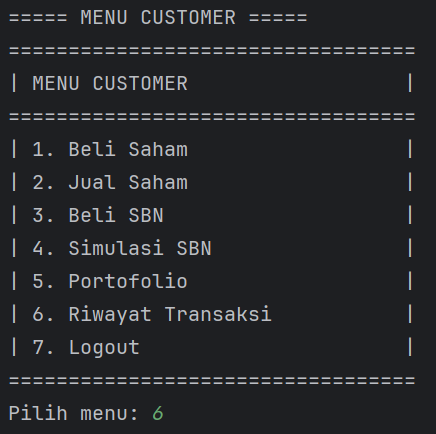 ===== MENU CUSTOMER =====
==================================
| MENU CUSTOMER                  |
==================================
| 1. Beli Saham                  |
| 2. Jual Saham                  |
| 3. Beli SBN                    |
| 4. Simulasi SBN                |
| 5. Portofolio                  |
| 6. Riwayat Transaksi           |
| 7. Logout                      |
==================================
Pilih menu: 6